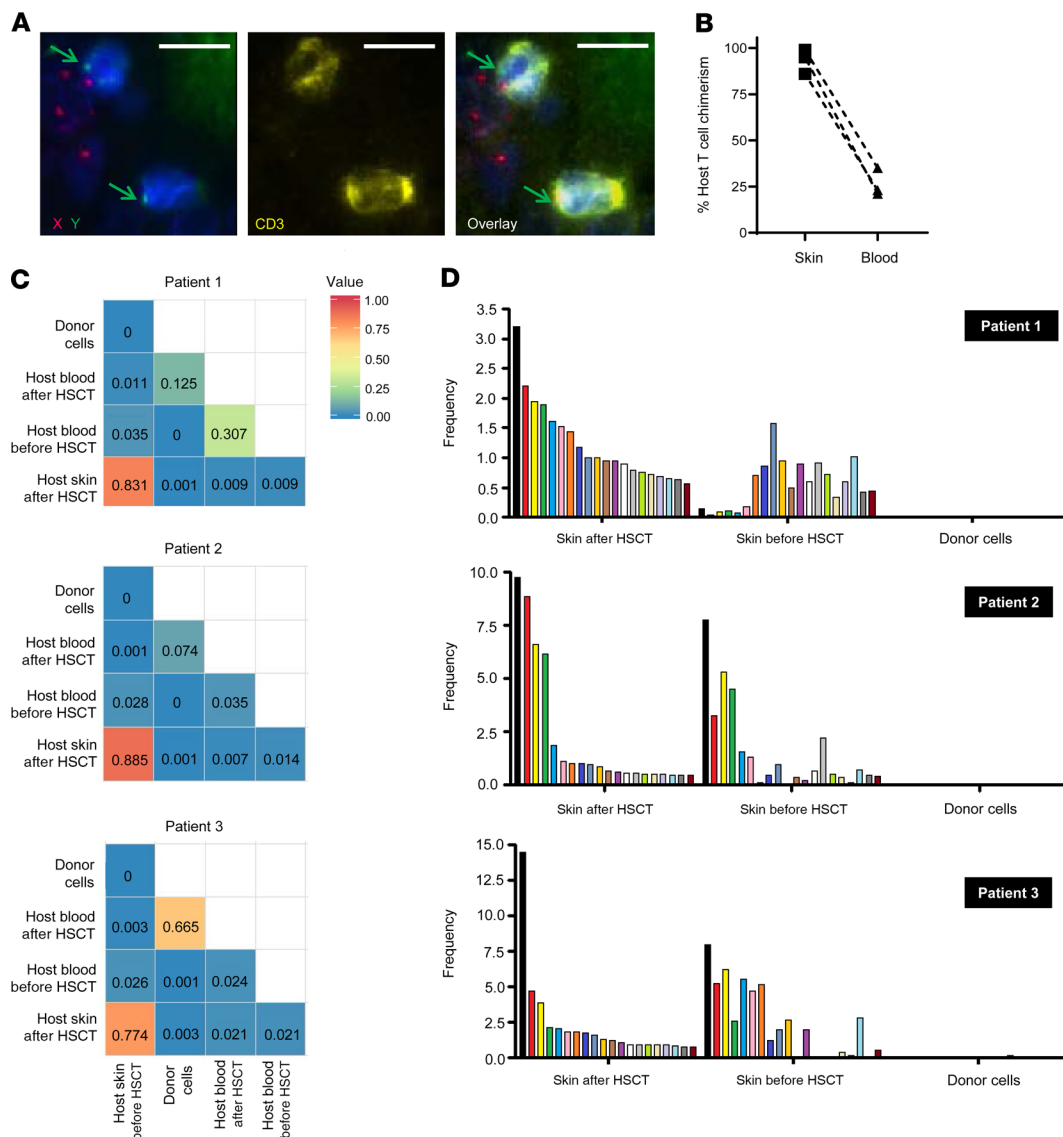 A
X Y
CD3
Overlay
B
% Host T cell chimerism
100
75
50
25
0
Skin
Blood
C
Patient 1
Donor
cells
Host blood
after HSCT
Host blood
before HSCT
Host skin
after HSCT
0
0.011 0.125
0.035 0 0.307
0.831 0.001 0.009 0.009
Value
1.00
0.75
0.50
0.25
0.00
Patient 2
Donor
cells
Host blood
after HSCT
Host blood
before HSCT
Host skin
after HSCT
0
0.001 0.074
0.028 0 0.035
0.885 0.001 0.007 0.014
Patient 3
Donor
cells
Host blood
after HSCT
Host blood
before HSCT
Host skin
after HSCT
0
0.003 0.665
0.026 0.001 0.024
0.774 0.003 0.021 0.021
Host skin
before HSCT
Donor
cells
Host blood
after HSCT
Host blood
before HSCT
D
Patient 1
Frequency
3.5
3.0
2.5
2.0
1.5
1.0
0.5
0.0
Skin after HSCT
Skin before HSCT
Donor cells
Patient 2
Frequency
10.0
7.5
5.0
2.5
0.0
Skin after HSCT
Skin before HSCT
Donor cells
Patient 3
Frequency
15.0
12.5
10.0
7.5
5.0
2.5
0.0
Skin after HSCT
Skin before HSCT
Donor cells